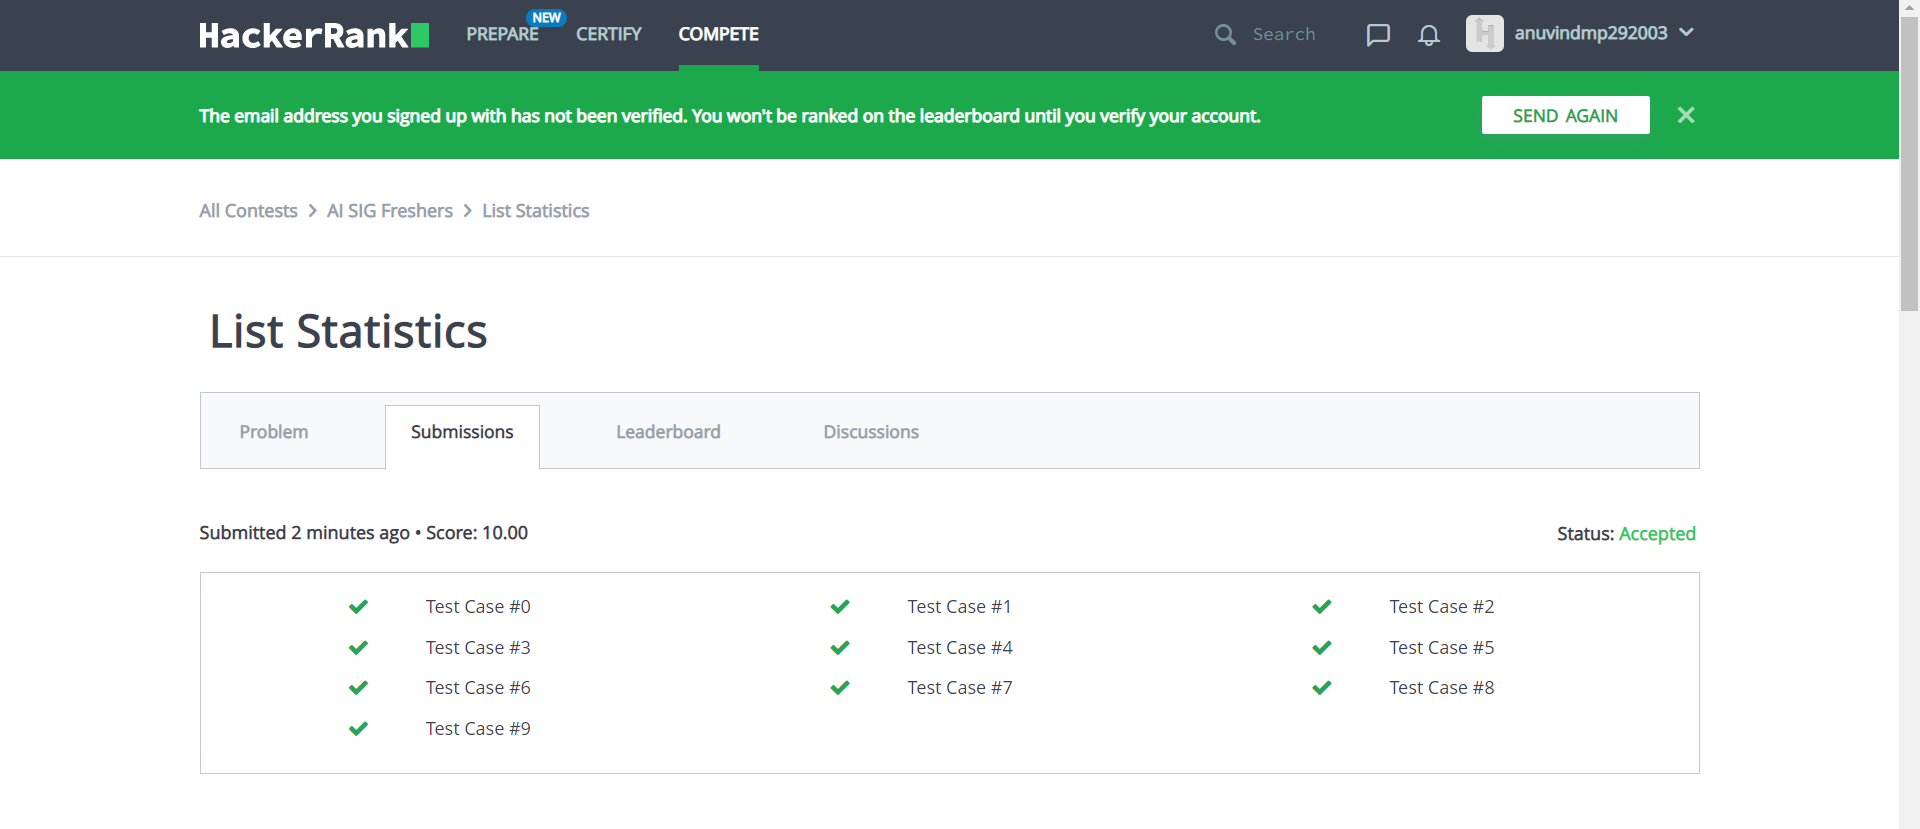 HackerRank PREPARE NEW CERTIFY COMPETE Search anuvindmp292003
The email address you signed up with has not been verified. You won't be ranked on the leaderboard until you verify your account. SEND AGAIN
All Contests > AI SIG Freshers > List Statistics
List Statistics
Problem Submissions Leaderboard Discussions
Submitted 2 minutes ago • Score: 10.00 Status: Accepted
Test Case #0 Test Case #1 Test Case #2
Test Case #3 Test Case #4 Test Case #5
Test Case #6 Test Case #7 Test Case #8
Test Case #9